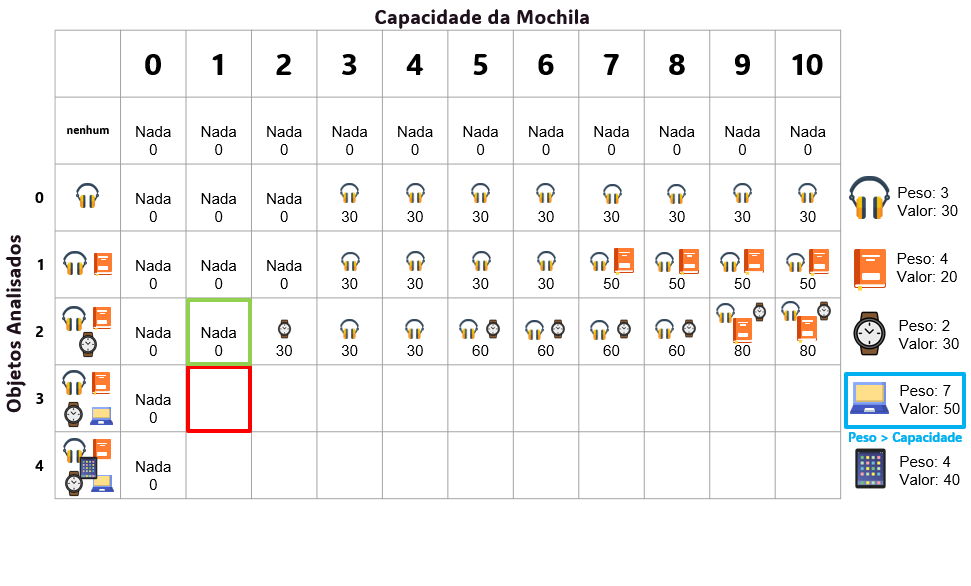 Capacidade da Mochila
0 1 2 3 4 5 6 7 8 9 10
nenhum
Nada Nada Nada Nada Nada Nada Nada Nada Nada Nada Nada
0 0 0 0 0 0 0 0 0 0 0
Objetos Analisados
0
Nada Nada Nada
0 0 0 30 30 30 30 30 30 30 30
Peso: 3
Valor: 30
1
Nada Nada Nada
0 0 0 30 30 30 30 50 50 50 50
Peso: 4
Valor: 20
2
Nada Nada
0 0 30 30 30 60 60 60 60 80 80
Peso: 2
Valor: 30
3
Nada
0
Peso: 7
Valor: 50
Peso > Capacidade
4
Nada
0
Peso: 4
Valor: 40